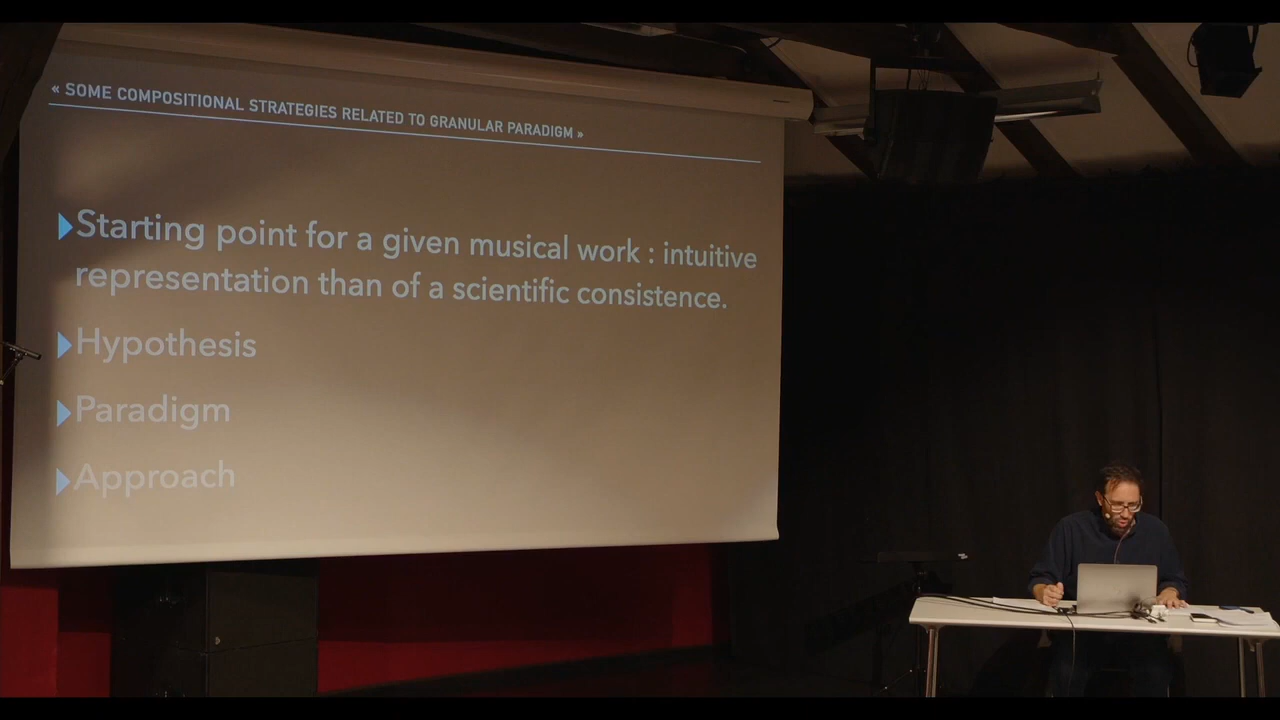 « SOME COMPOSITIONAL STRATEGIES RELATED TO GRANULAR PARADIGM »
Starting point for a given musical work : intuitive
representation than of a scientific consistence.
Hypothesis
Paradigm
Approach